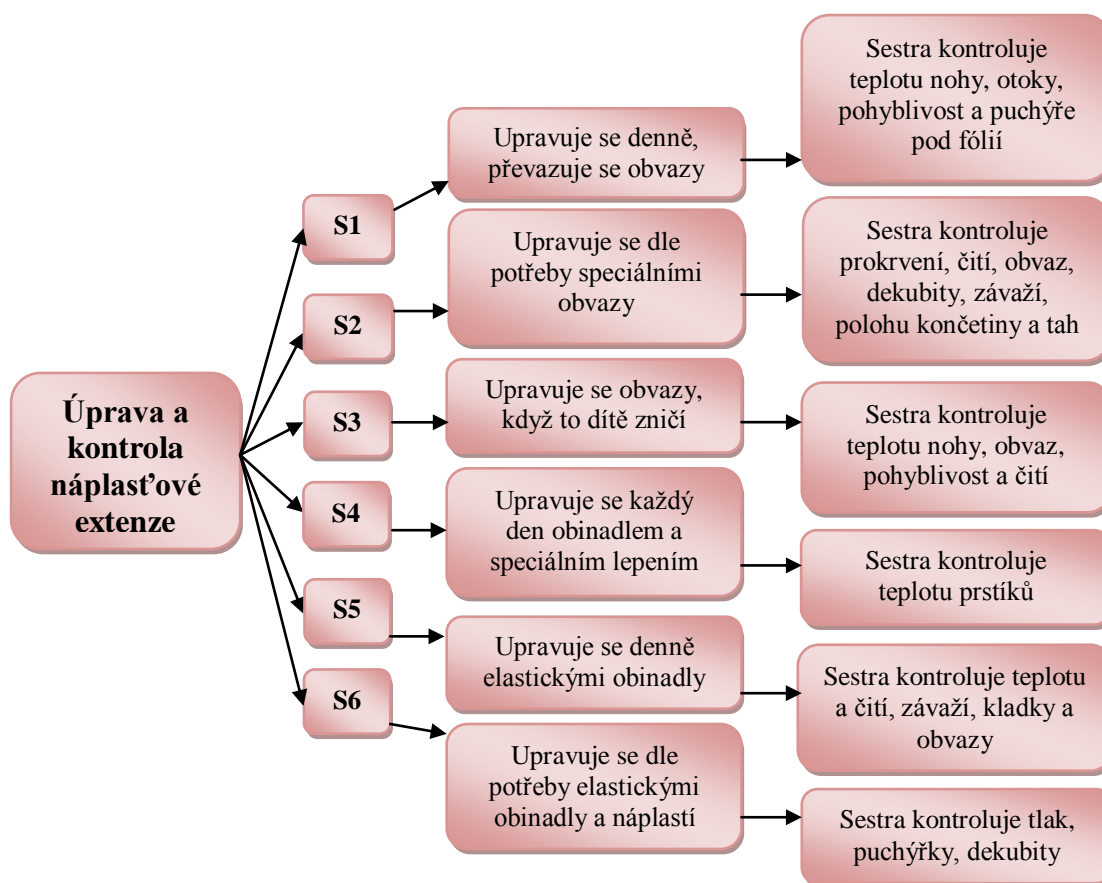 Úprava a
kontrola
náplasťové
extenze
S1
Upravuje se denně,
převazuje se obvazy
Sestra kontroluje
teplotu nohy, otoky,
pohyblivost a puchýře
pod fólií
S2
Upravuje se dle
potřeby speciálními
obvazy
Sestra kontroluje
prokrvení, čití, obvaz,
dekubity, závaží,
polohu končetiny a tah
S3
Upravuje se obvazy,
když to dítě zničí
Sestra kontroluje
teplotu nohy, obvaz,
pohyblivost a čití
S4
Upravuje se každý
den obinadlem a
speciálním lepením
Sestra kontroluje
teplotu prstíků
S5
Upravuje se denně
elastickými obinadly
Sestra kontroluje teplotu
a čití, závaží, kladky a
obvazy
S6
Upravuje se dle
potřeby elastickými
obinadly a náplastí
Sestra kontroluje tlak,
puchýřky, dekubity